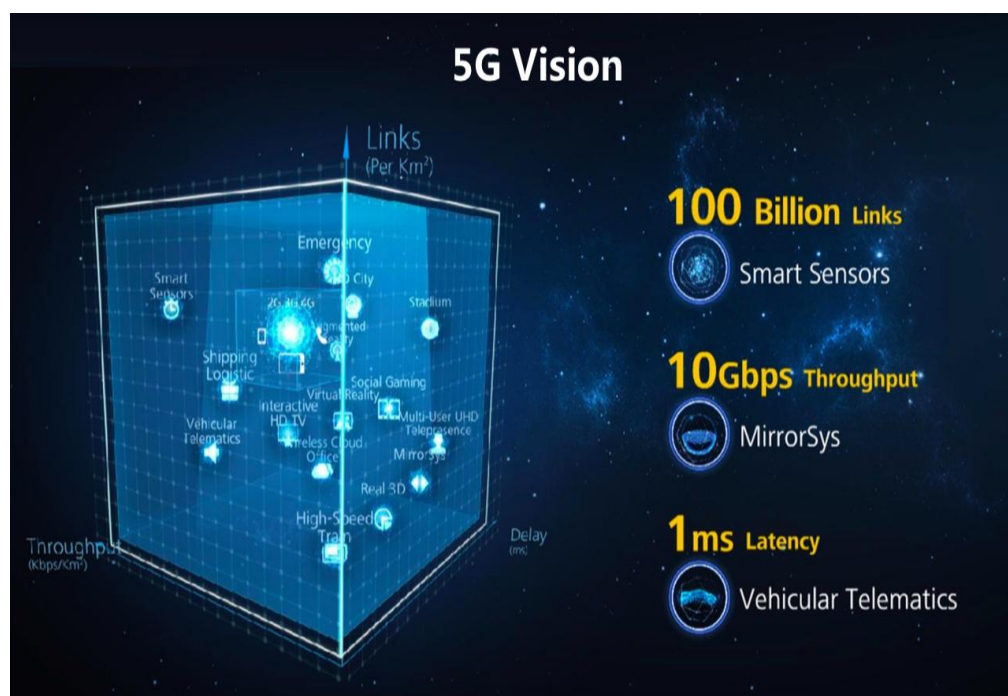 5G Vision
Links
(Per Km²)
Emergency
City
Smart
Sensors
Stadium
2G 3G 4G
Shipping
Logistic
Social Gaming
Virtual Reality
Interactive
HD TV
Multi-User UHD
Telepresence
Vehicular
Telematics
Cloud
Office
MirrorSys
Real 3D
High-Speed
Train
Throughput
(Kbps/Km²)
Delay
(ms)
100 Billion Links
Smart Sensors
10Gbps Throughput
MirrorSys
1ms Latency
Vehicular Telematics